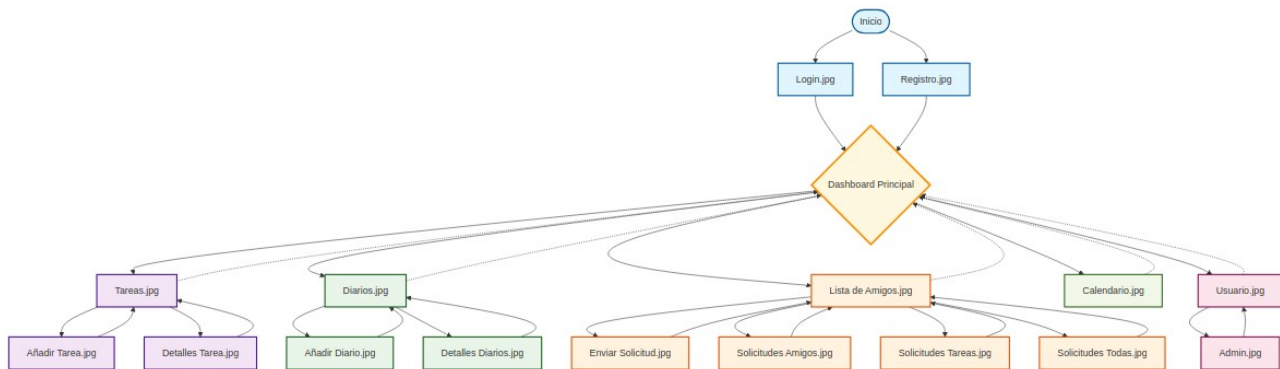 Inicio
Login.jpg
Registro.jpg
Dashboard Principal
Tareas.jpg
Diarios.jpg
Lista de Amigos.jpg
Calendario.jpg
Usuario.jpg
Añadir Tarea.jpg
Detalles Tarea.jpg
Añadir Diario.jpg
Detalles Diarios.jpg
Enviar Solicitud.jpg
Solicitudes Amigos.jpg
Solicitudes Tareas.jpg
Solicitudes Todas.jpg
Admin.jpg